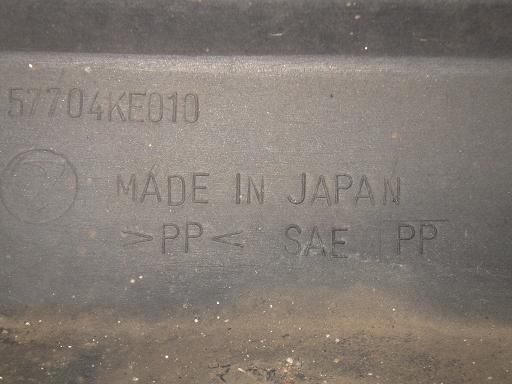 57704KE010
MADE IN JAPAN
>PP< SAE PP